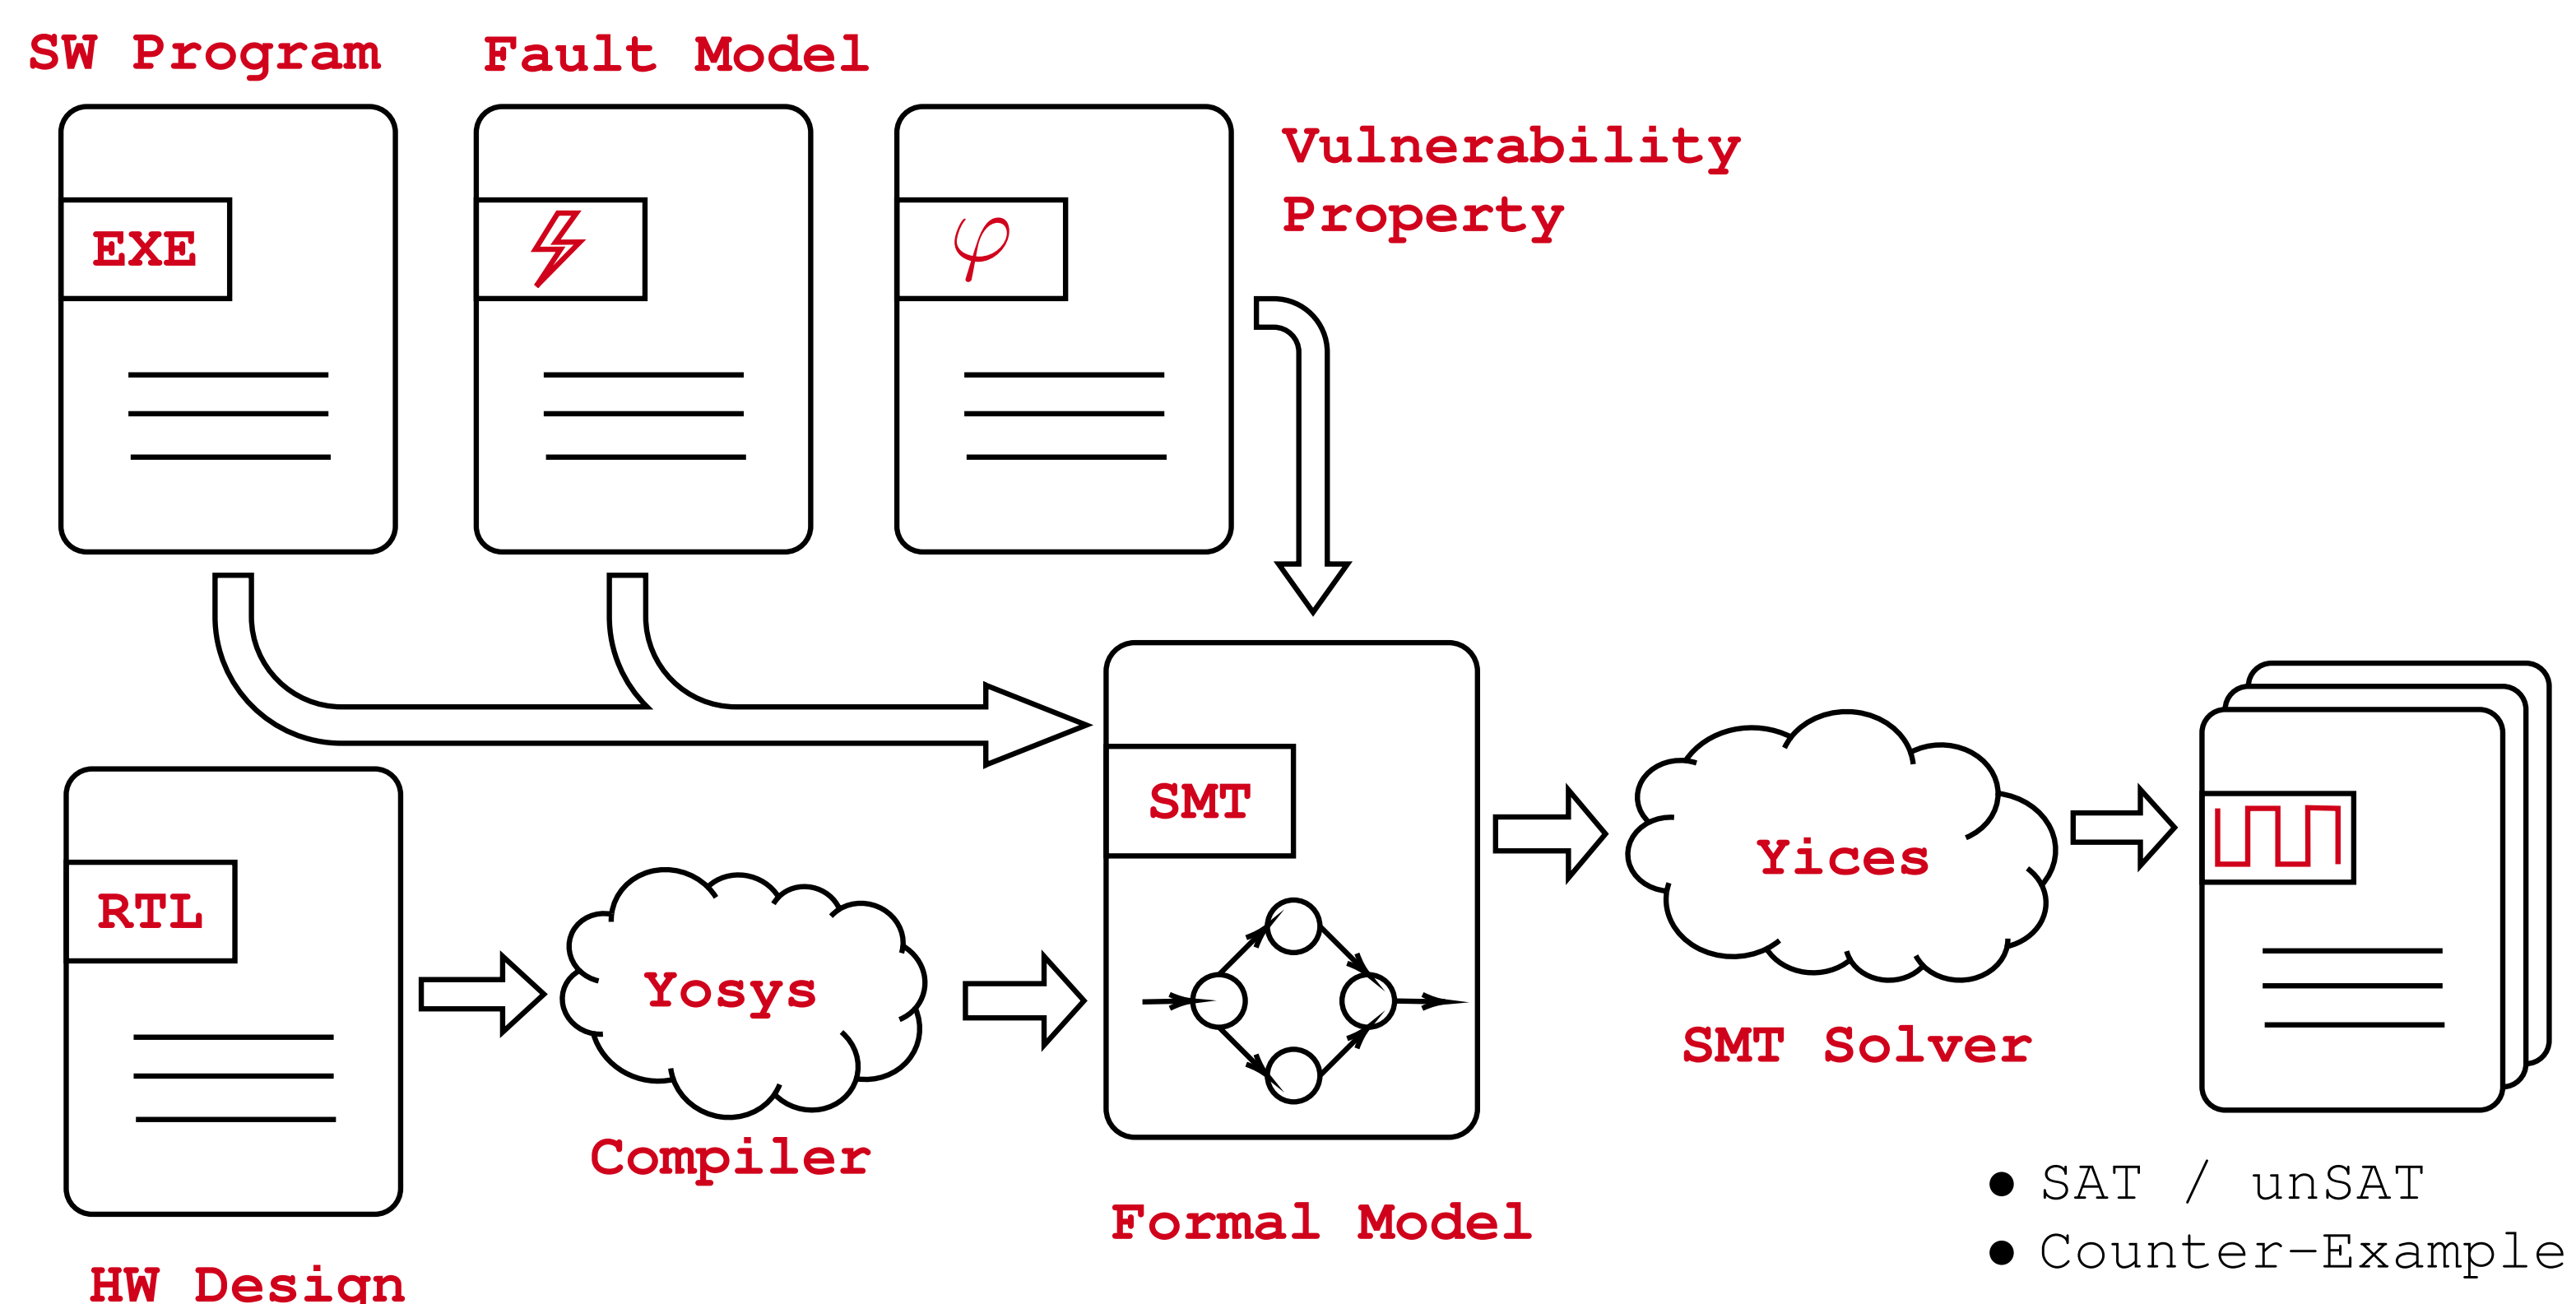 SW Program
Fault Model
Vulnerability
Property
EXE
φ
SMT
RTL
Yosys
Yices
Compiler
SMT Solver
Formal Model
HW Design
● SAT / unSAT
● Counter-Example